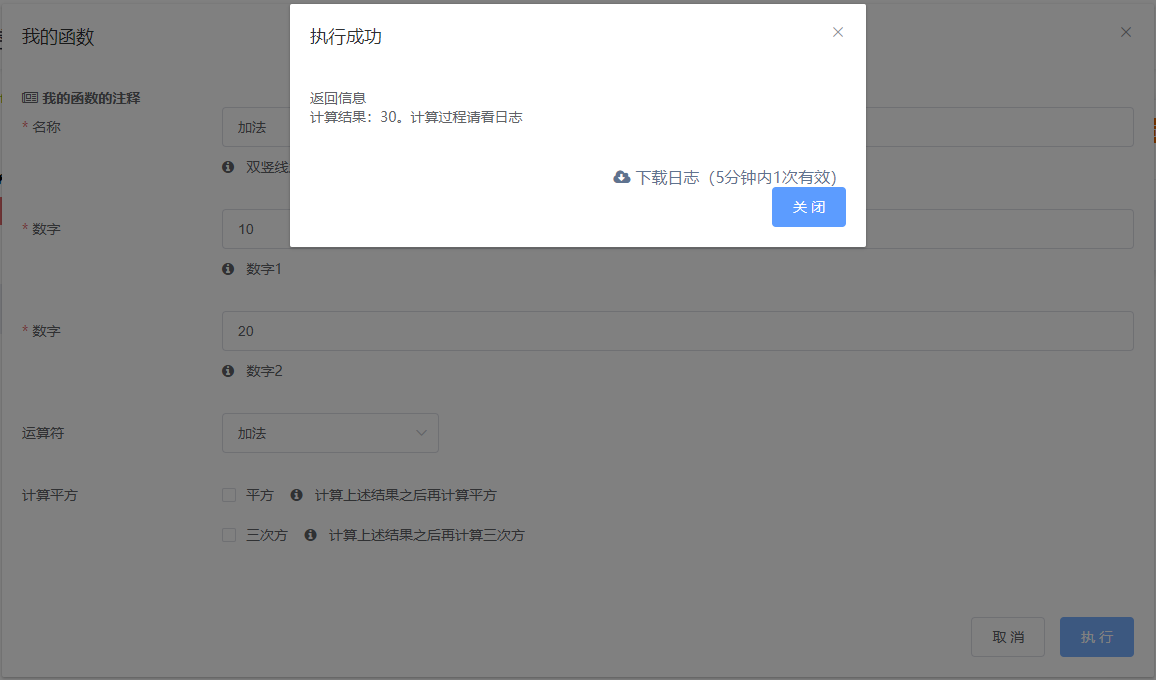 我的函数
执行成功
返回信息
计算结果：30。计算过程请看日志
下载日志（5分钟内1次有效）
关 闭
我的函数的注释
* 名称
加法
双竖线
* 数字
10
数字1
* 数字
20
数字2
运算符
加法
计算平方
平方
计算上述结果之后再计算平方
三次方
计算上述结果之后再计算三次方
取 消
执 行